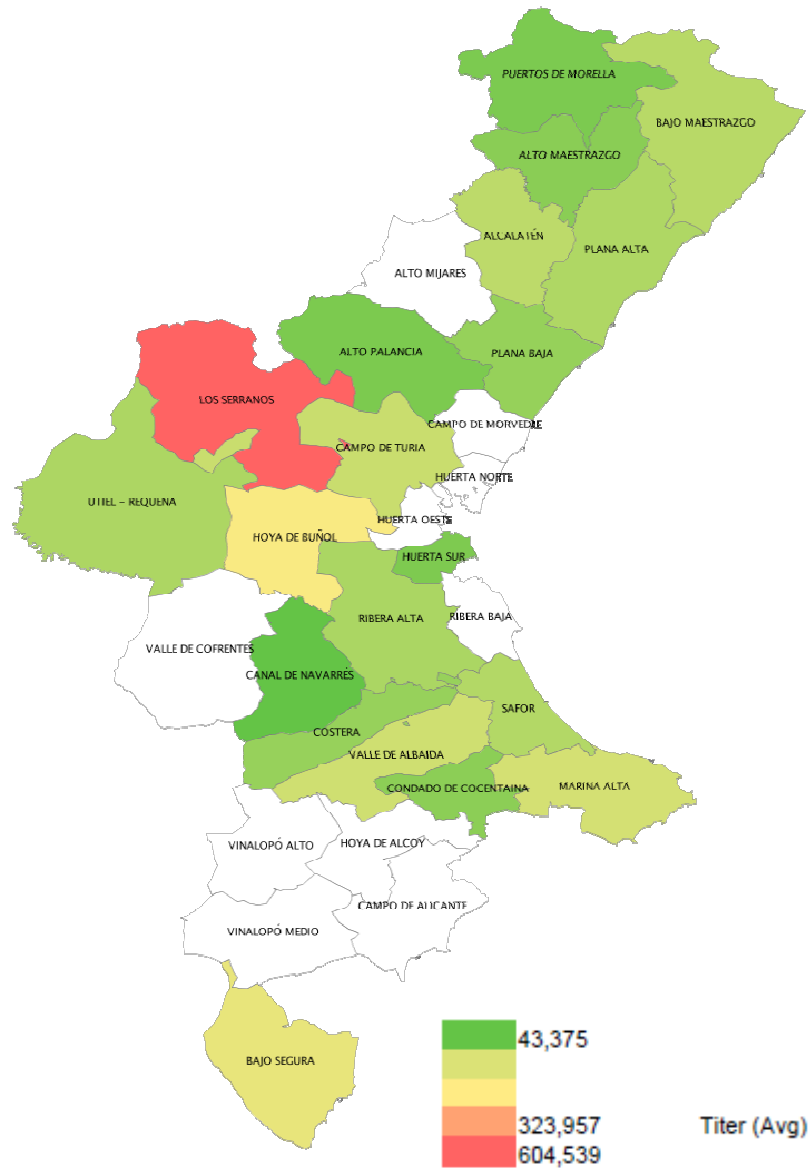 PUERTOS DE MORELLA
BAJO MAESTRAZGO
ALTO MAESTRAZGO
ALCALATÉN
PLANA ALTA
ALTO MIJARES
ALTO PALANCIA
PLANA BAJA
LOS SERRANOS
CAMPO DE MORVEDRE
CAMPO DE TURIA
HUERTA NORTE
UTIEL – REQUENA
HUERTA OESTE
HOYA DE BUÑOL
HUERTA SUR
RIBERA ALTA
RIBERA BAJA
VALLE DE COFRENTES
CANAL DE NAVARRÉS
SAFOR
COSTERA
VALLE DE ALBAIDA
CONDADO DE COCENTAINA
MARINA ALTA
VINALOPÓ ALTO
HOYA DE ALCOY
CAMPO DE ALICANTE
VINALOPÓ MEDIO
BAJO SEGURA
43,375
323,957
Titer (Avg)
604,539